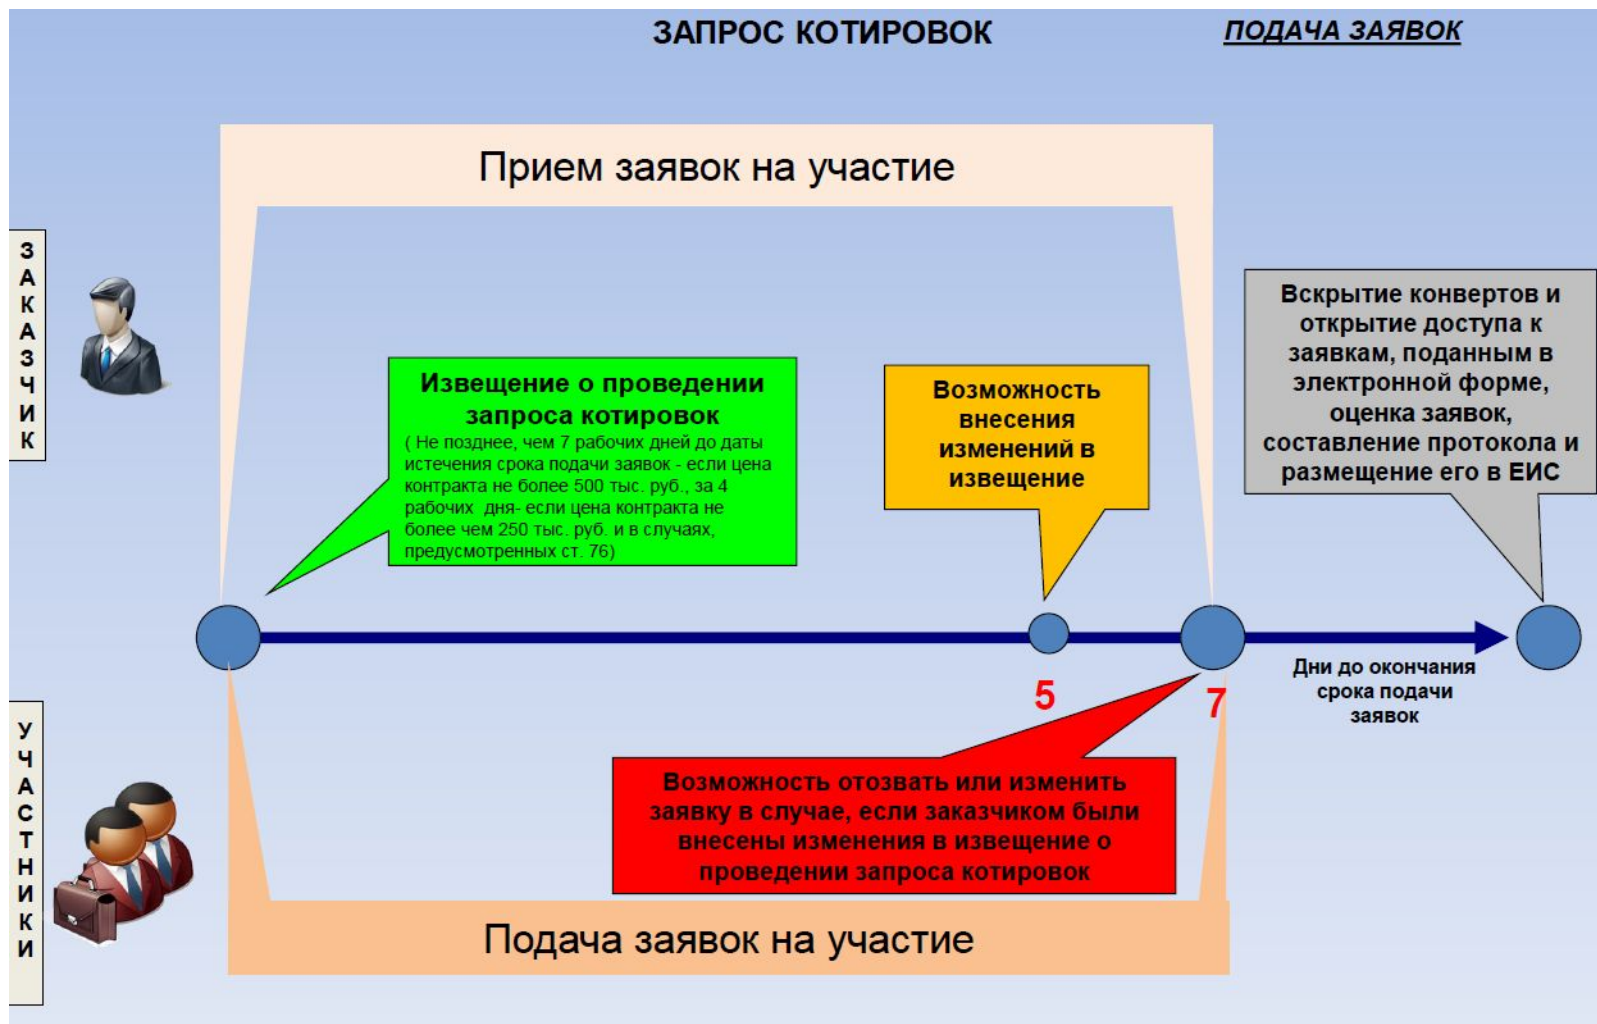 ЗАПРОС КОТИРОВОК
ПОДАЧА ЗАЯВОК
Прием заявок на участие
ЗАКАЗЧИК
Извещение о проведении
запроса котировок
( Не позднее, чем 7 рабочих дней до даты
истечения срока подачи заявок - если цена
контракта не более 500 тыс. руб., за 4
рабочих дня- если цена контракта не
более чем 250 тыс. руб. и в случаях,
предусмотренных ст. 76)
Возможность
внесения
изменений в
извещение
Вскрытие конвертов и
открытие доступа к
заявкам, поданным в
электронной форме,
оценка заявок,
составление протокола и
размещение его в ЕИС
5
7
Дни до окончания
срока подачи
заявок
УЧАСТНИКИ
Возможность отозвать или изменить
заявку в случае, если заказчиком были
внесены изменения в извещение о
проведении запроса котировок
Подача заявок на участие